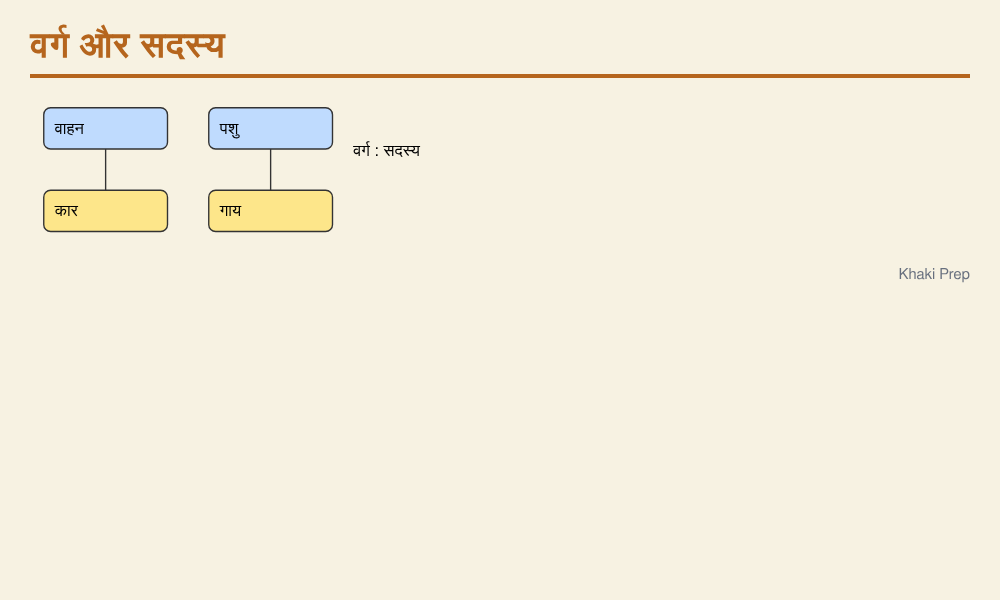 वर्ग और सदस्य
वाहन
पशु
वर्ग : सदस्य
कार
गाय
Khaki Prep